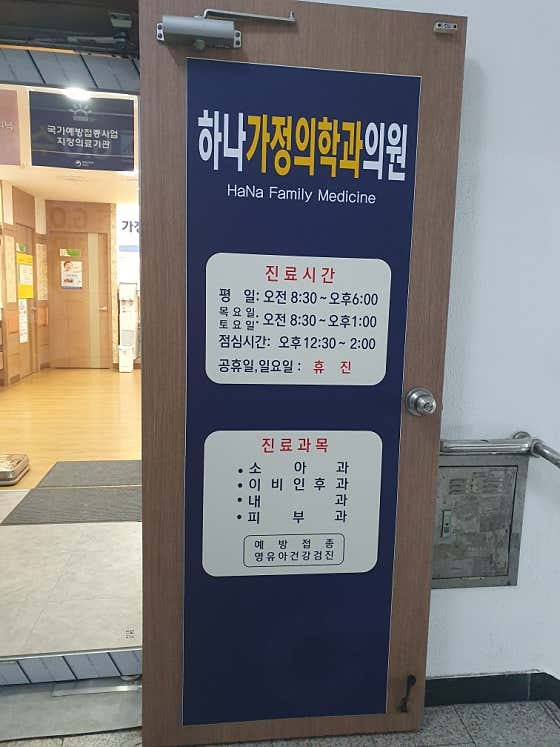 국가예방접종사업
지정의료기관
하나가정의학과의원
HaNa Family Medicine
진료시간
평 일: 오전 8:30 ~ 오후6:00
목요일.
토요일: 오전 8:30 ~ 오후1:00
점심시간: 오후12:30 ~ 2:00
공휴일,일요일 : 휴 진
진료과목
• 소 아 과
• 이 비 인 후 과
• 내 과
• 피 부 과
예 방 접 종
영유아건강검진